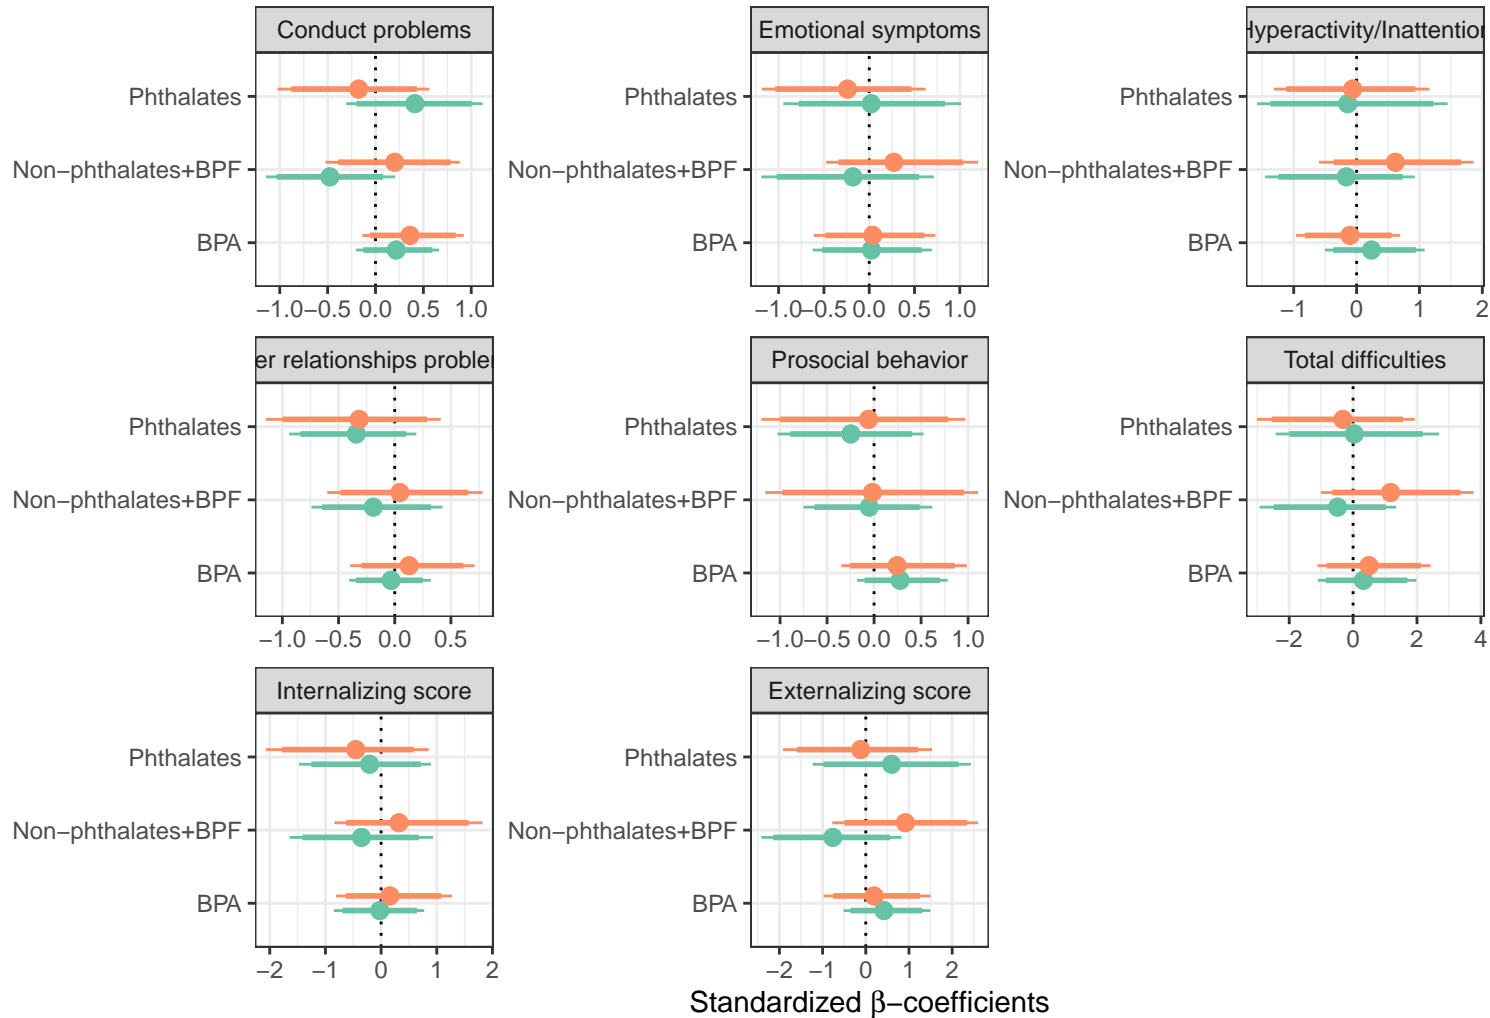 Conduct problems
Emotional symptoms
Hyperactivity/Inattention
Phthalates
Non−phthalates+BPF
BPA
−1.0 −0.5 0.0 0.5 1.0
Phthalates
Non−phthalates+BPF
BPA
−1.0 −0.5 0.0 0.5 1.0
Phthalates
Non−phthalates+BPF
BPA
−1 0 1 2
er relationships problem
Prosocial behavior
Total difficulties
Phthalates
Non−phthalates+BPF
BPA
−1.0 −0.5 0.0 0.5
Phthalates
Non−phthalates+BPF
BPA
−1.0 −0.5 0.0 0.5 1.0
Phthalates
Non−phthalates+BPF
BPA
−2 0 2 4
Internalizing score
Externalizing score
Phthalates
Non−phthalates+BPF
BPA
−2 −1 0 1 2
Phthalates
Non−phthalates+BPF
BPA
−2 −1 0 1 2
Standardized β−coefficients